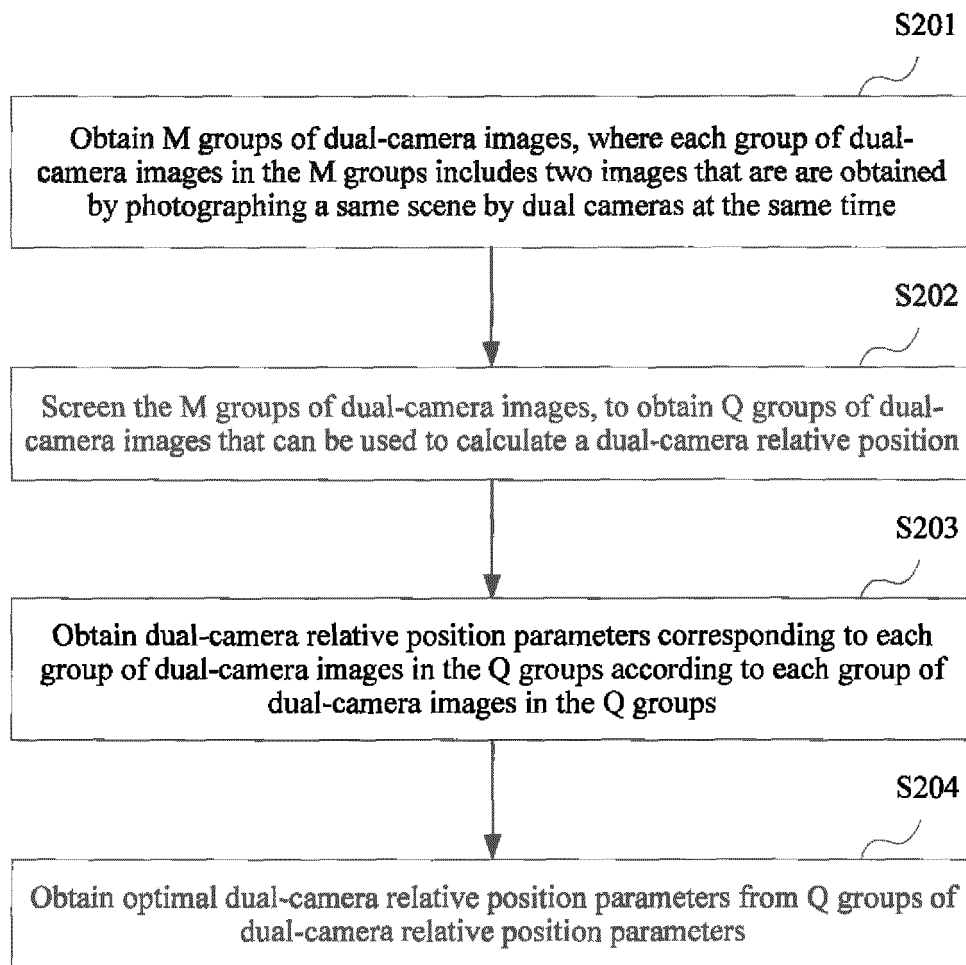 S201
Obtain M groups of dual-camera images, where each group of dual-
camera images in the M groups includes two images that are are obtained
by photographing a same scene by dual cameras at the same time
S202
Screen the M groups of dual-camera images, to obtain Q groups of dual-
camera images that can be used to calculate a dual-camera relative position
S203
Obtain dual-camera relative position parameters corresponding to each
group of dual-camera images in the Q groups according to each group of
dual-camera images in the Q groups
S204
Obtain optimal dual-camera relative position parameters from Q groups of
dual-camera relative position parameters